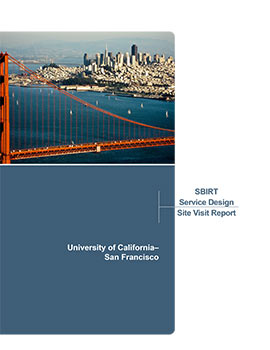 SBIRT
Service Design
Site Visit Report
University of California–
San Francisco